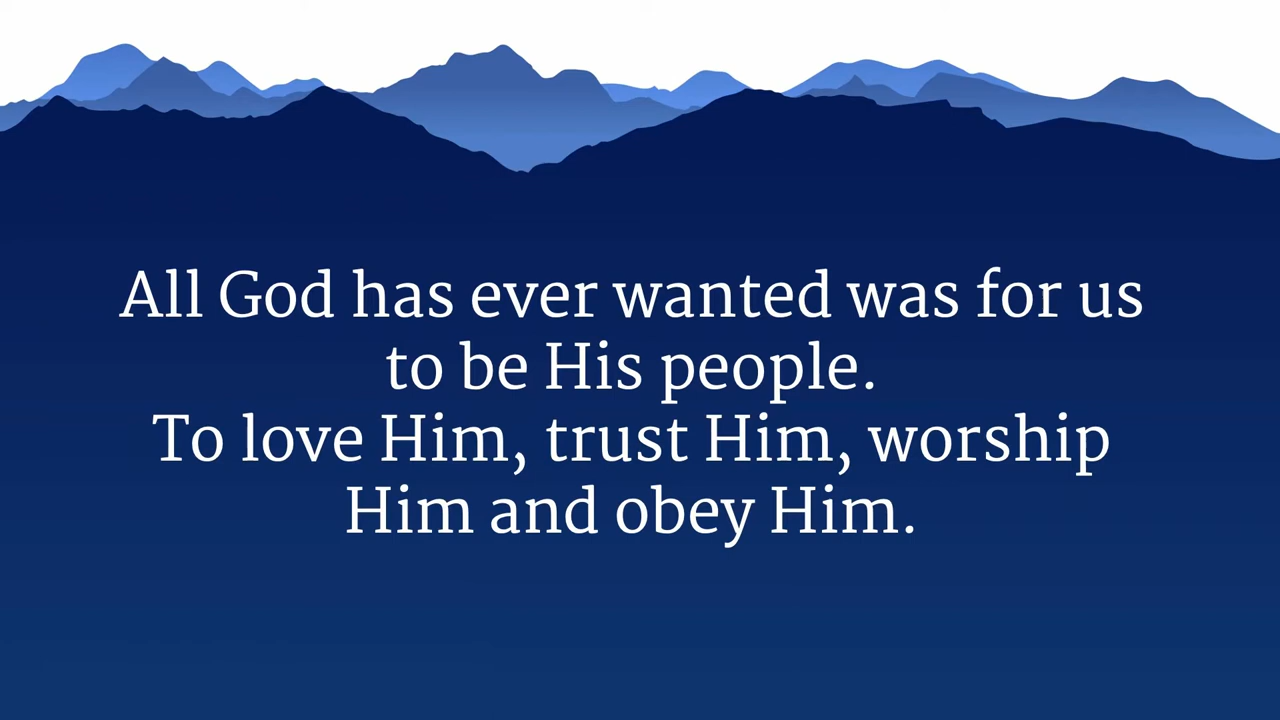 All God has ever wanted was for us
to be His people.
To love Him, trust Him, worship
Him and obey Him.